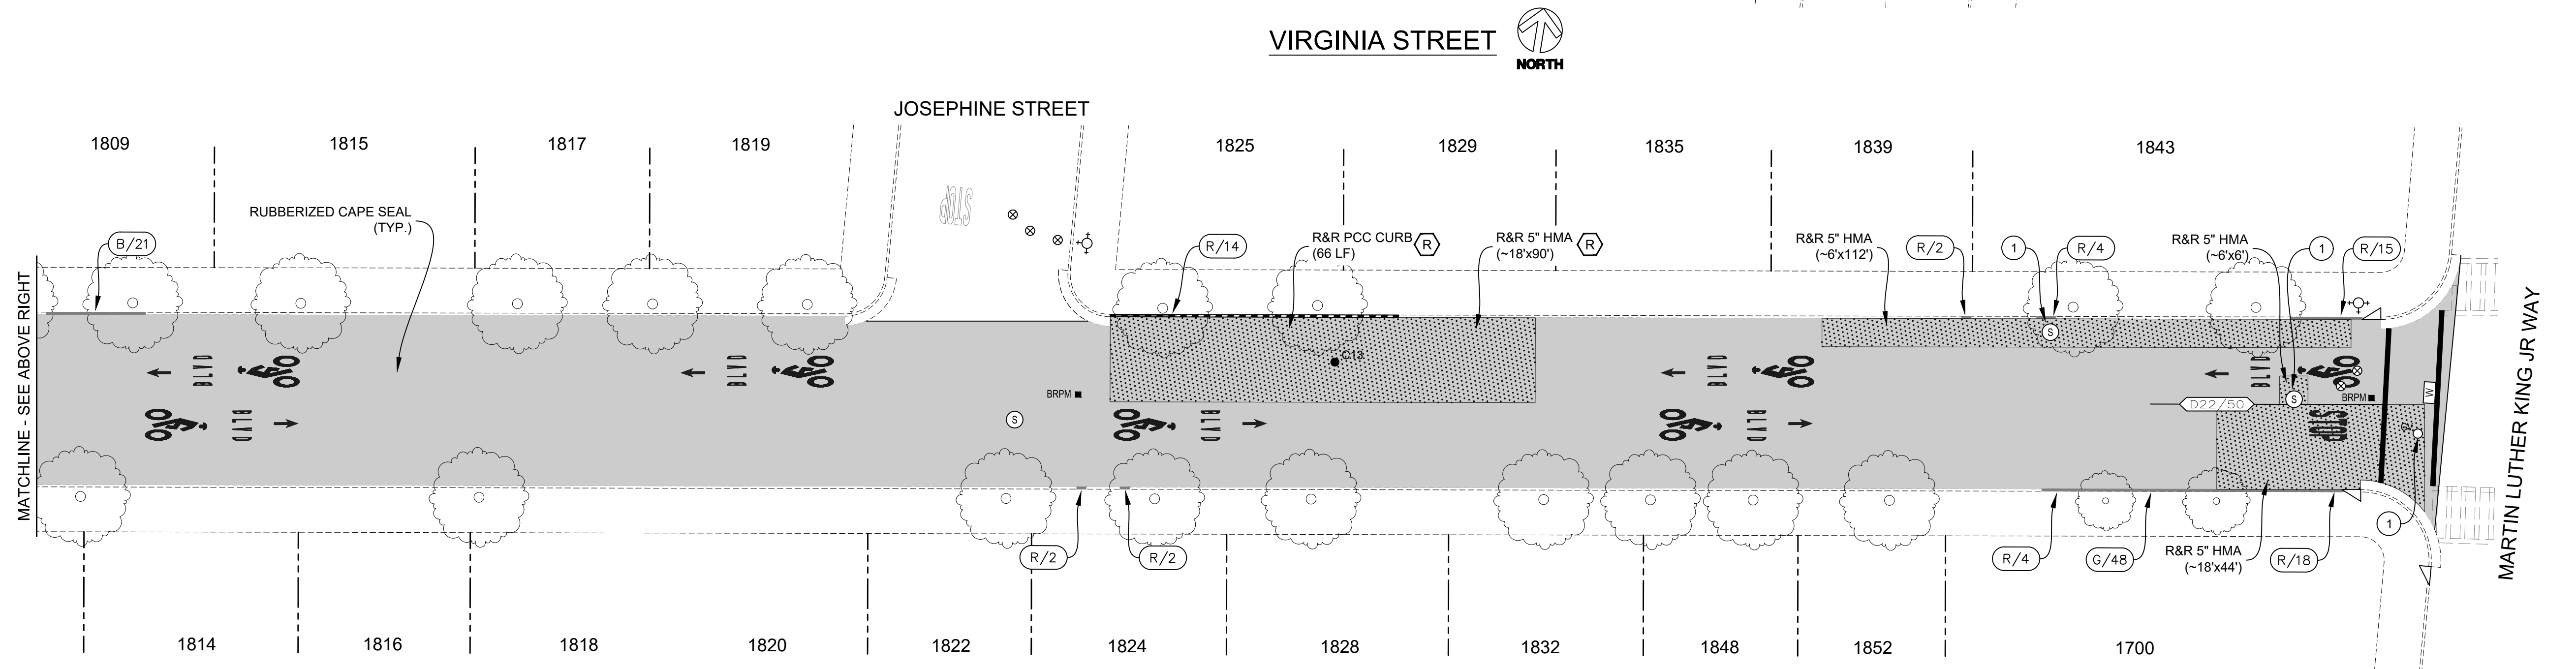 VIRGINIA STREET
NORTH
JOSEPHINE STREET
1809
1815
1817
1819
1825
1829
1835
1839
1843
STOP
RUBBERIZED CAPE SEAL
(TYP.)
B/21
R/14
R&R PCC CURB
(66 LF)
R
R&R 5" HMA
(~18'x90')
R
R&R 5" HMA
(~6'x112')
R/2
1
R/4
R&R 5" HMA
(~6'x6')
1
R/15
MATCHLINE - SEE ABOVE RIGHT
S
C13
BLVD
BLVD
BLVD
BLVD
BRPM
D22/50
S
BRPM
W
MARTIN LUTHER KING JR WAY
BLVD
S
BLVD
BLVD
STOP
R/2
R/2
R/4
G/48
R&R 5" HMA
(~18'x44')
R/18
1
1814
1816
1818
1820
1822
1824
1828
1832
1848
1852
1700